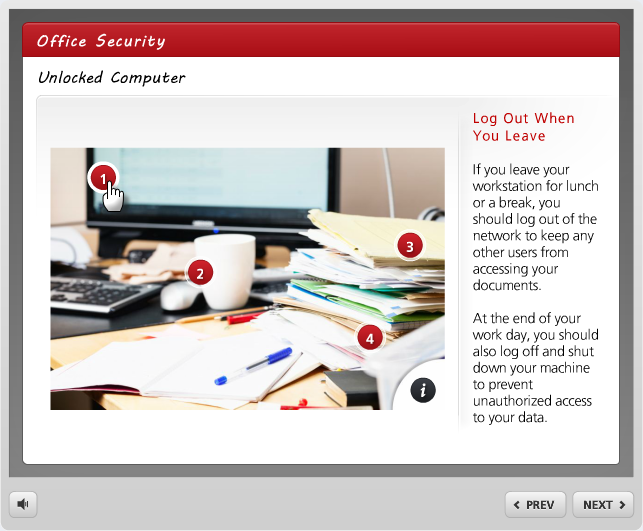 Office Security
Unlocked Computer
Log Out When
You Leave
If you leave your
workstation for lunch
or a break, you
should log out of the
network to keep any
other users from
accessing your
documents.
At the end of your
work day, you should
also log off and shut
down your machine
to prevent
unauthorized access
to your data.
1
2
3
4
i
PREV
NEXT